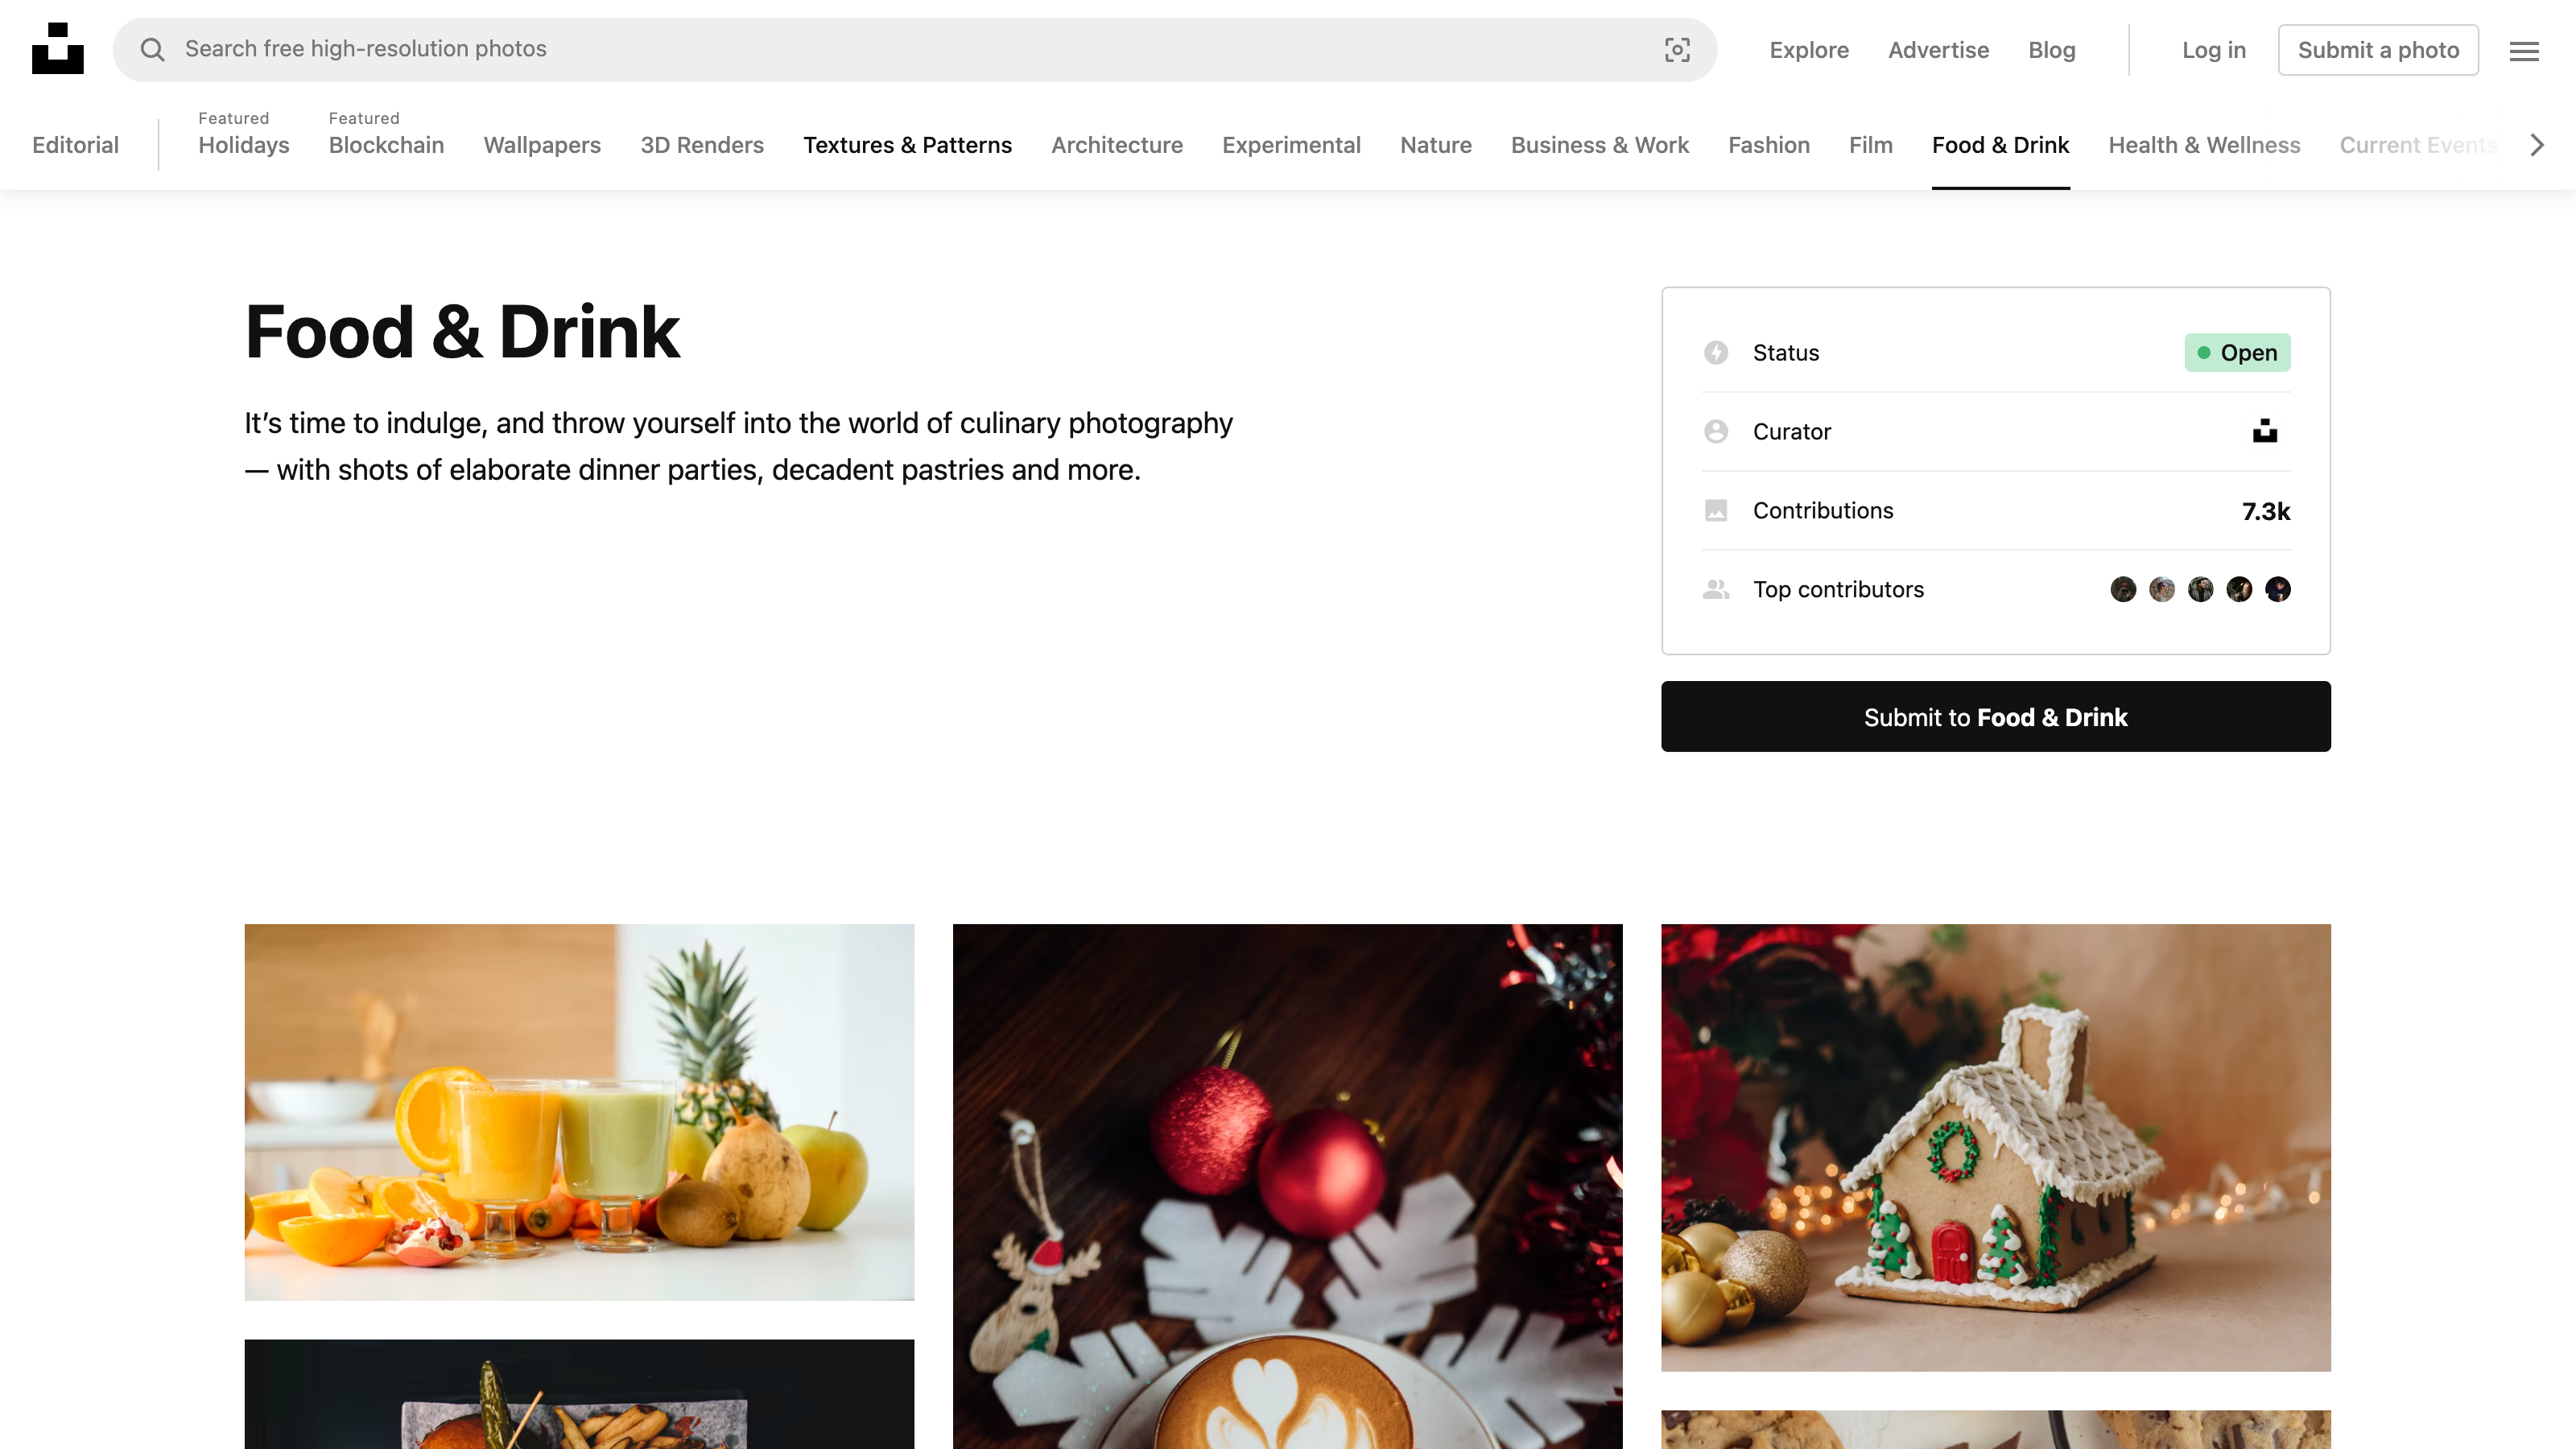 Search free high-resolution photos
Explore
Advertise
Blog
Log in
Submit a photo
Editorial
Featured
Holidays
Featured
Blockchain
Wallpapers
3D Renders
Textures & Patterns
Architecture
Experimental
Nature
Business & Work
Fashion
Film
Food & Drink
Health & Wellness
Current Events
Food & Drink
It’s time to indulge, and throw yourself into the world of culinary photography
— with shots of elaborate dinner parties, decadent pastries and more.
Status
Open
Curator
Contributions
7.3k
Top contributors
Submit to Food & Drink